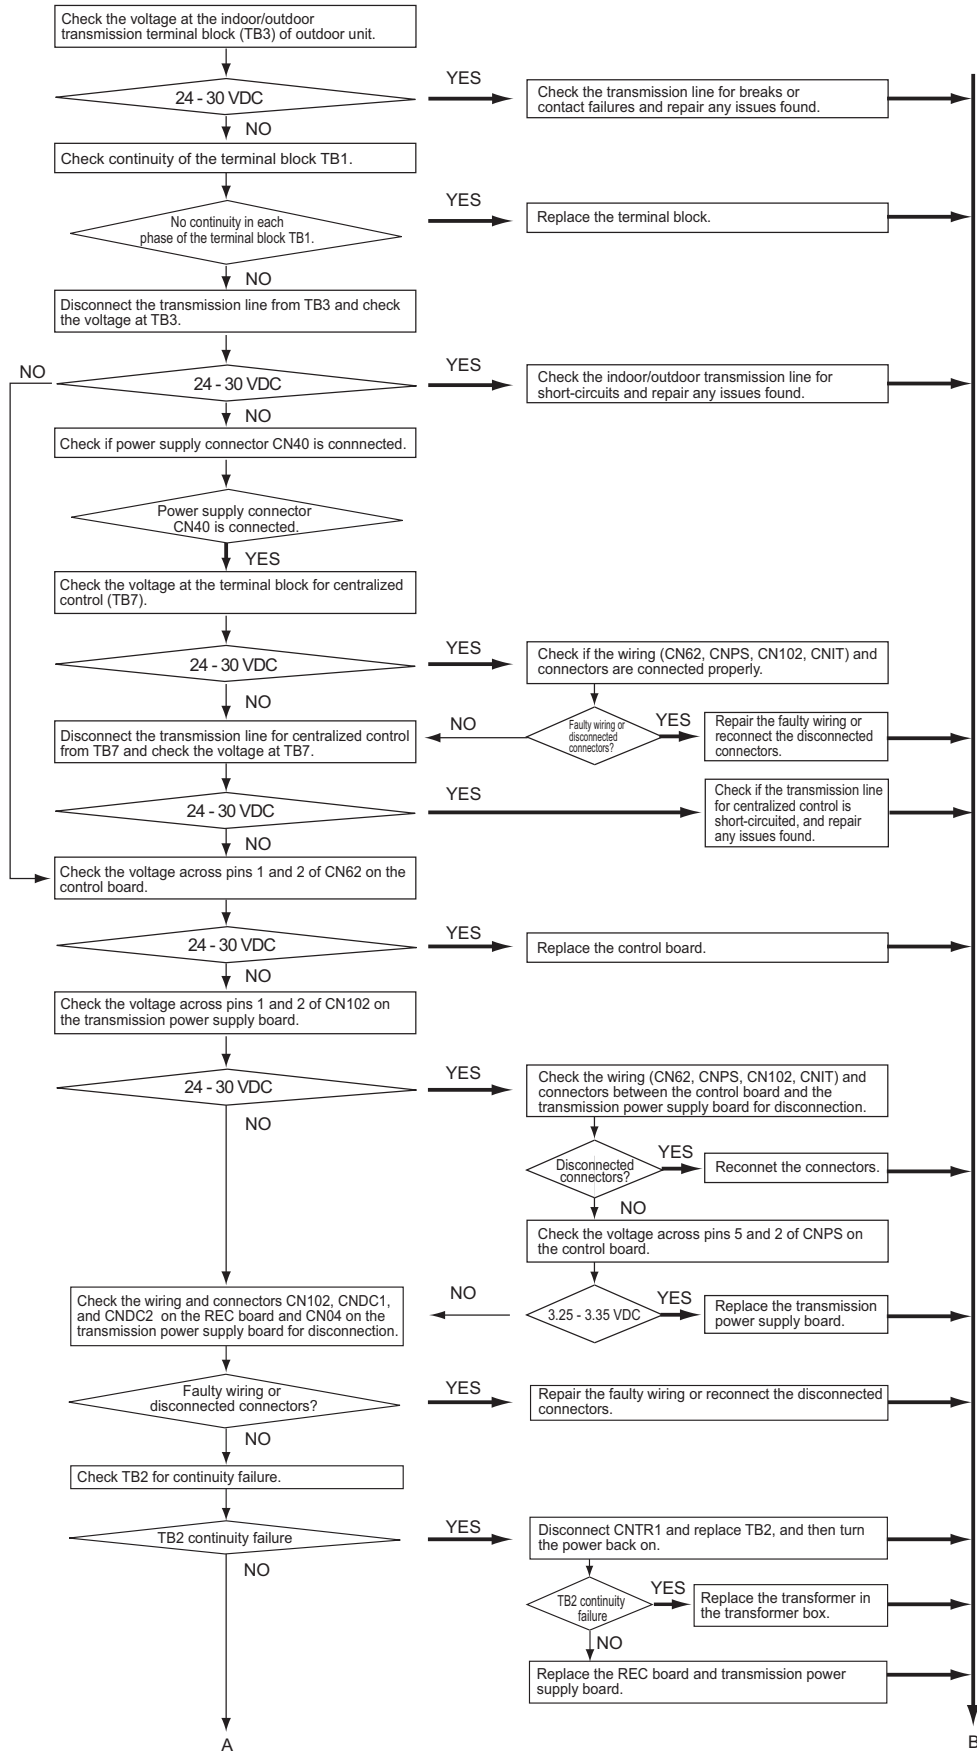 Check the voltage at the indoor/outdoor
transmission terminal block (TB3) of outdoor unit.
24 - 30 VDC
YES
Check the transmission line for breaks or
contact failures and repair any issues found.
NO
Check continuity of the terminal block TB1.
No continuity in each
phase of the terminal block TB1.
YES
Replace the terminal block.
NO
Disconnect the transmission line from TB3 and check
the voltage at TB3.
NO
24 - 30 VDC
YES
Check the indoor/outdoor transmission line for
short-circuits and repair any issues found.
NO
Check if power supply connector CN40 is connnected.
Power supply connector
CN40 is connected.
YES
Check the voltage at the terminal block for centralized
control (TB7).
24 - 30 VDC
YES
Check if the wiring (CN62, CNPS, CN102, CNIT) and
connectors are connected properly.
NO
Faulty wiring or
disconnected
connectors?
YES
Repair the faulty wiring or
reconnect the disconnected
connectors.
NO
Disconnect the transmission line for centralized control
from TB7 and check the voltage at TB7.
24 - 30 VDC
YES
Check if the transmission line
for centralized control is
short-circuited, and repair
any issues found.
NO
Check the voltage across pins 1 and 2 of CN62 on the
control board.
24 - 30 VDC
YES
Replace the control board.
NO
Check the voltage across pins 1 and 2 of CN102 on
the transmission power supply board.
24 - 30 VDC
YES
Check the wiring (CN62, CNPS, CN102, CNIT) and
connectors between the control board and the
transmission power supply board for disconnection.
NO
Disconnected
connectors?
YES
Reconnet the connectors.
NO
Check the voltage across pins 5 and 2 of CNPS on
the control board.
3.25 - 3.35 VDC
YES
Replace the transmission
power supply board.
NO
Check the wiring and connectors CN102, CNDC1,
and CNDC2 on the REC board and CN04 on the
transmission power supply board for disconnection.
Faulty wiring or
disconnected connectors?
YES
Repair the faulty wiring or reconnect the disconnected
connectors.
NO
Check TB2 for continuity failure.
TB2 continuity failure
YES
Disconnect CNTR1 and replace TB2, and then turn
the power back on.
NO
TB2 continuity
failure
YES
Replace the transformer in
the transformer box.
NO
Replace the REC board and transmission power
supply board.
A
B